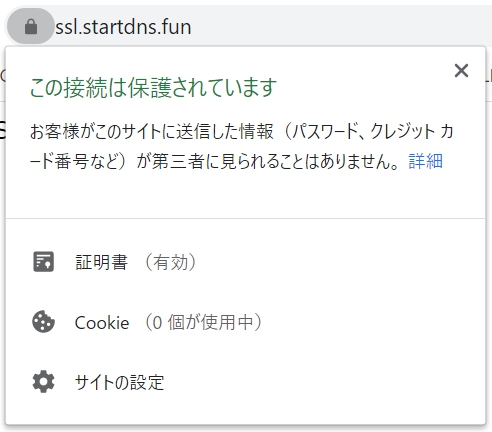 ssl.startdns.fun
この接続は保護されています
お客様がこのサイトに送信した情報（パスワード、クレジット カ
ード番号など）が第三者に見られることはありません。 詳細
証明書 （有効）
Cookie （0 個が使用中）
サイトの設定